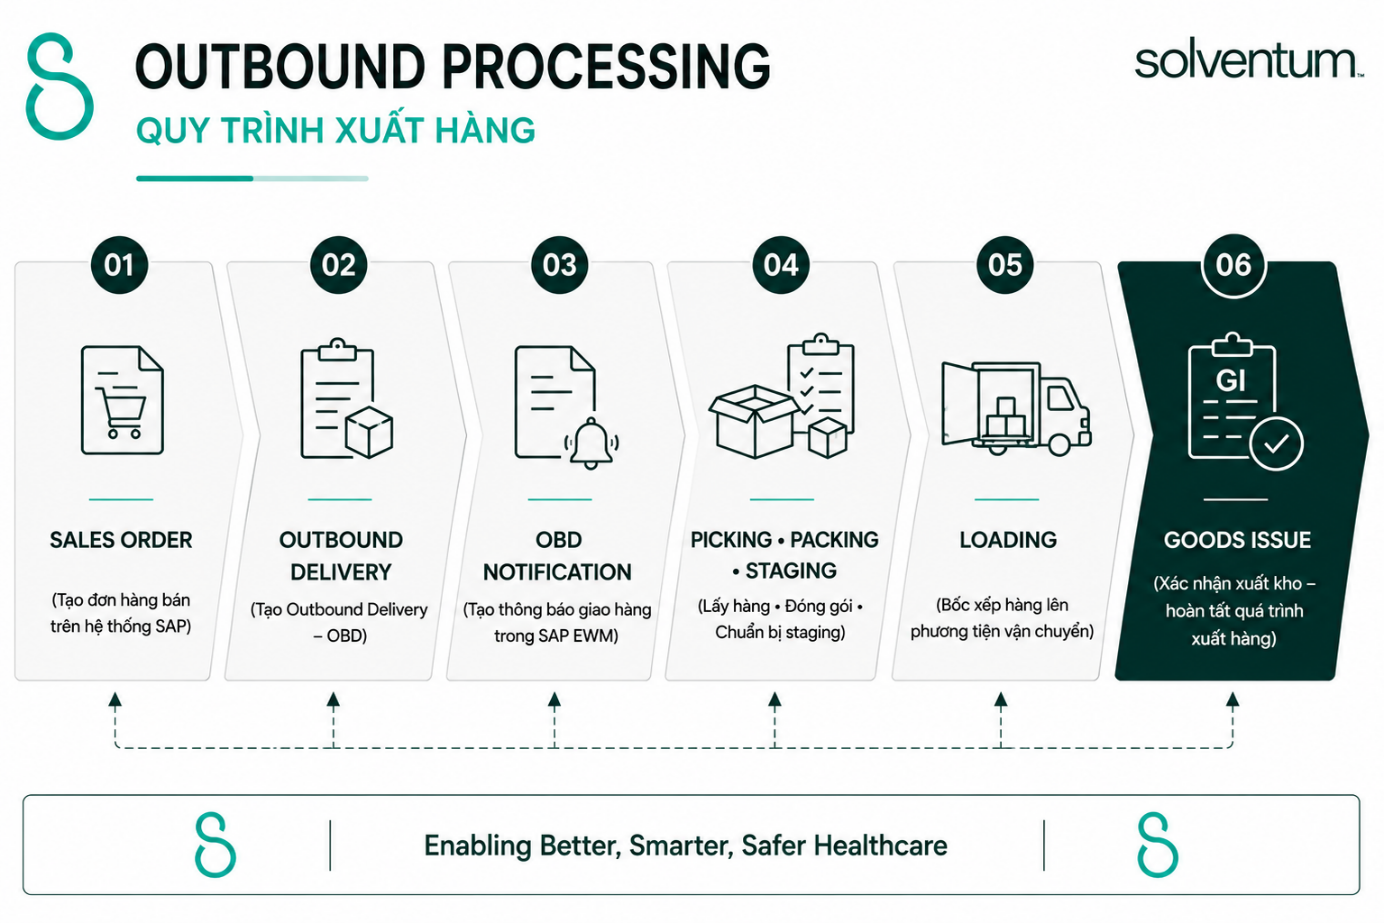 OUTBOUND PROCESSING
solventum™
QUY TRÌNH XUẤT HÀNG
01
02
03
04
05
06
GI
SALES ORDER
(Tạo đơn hàng bán
trên hệ thống SAP)
OUTBOUND
DELIVERY
(Tạo Outbound Delivery
– OBD)
OBD
NOTIFICATION
(Tạo thông báo giao hàng
trong SAP EWM)
PICKING • PACKING
• STAGING
(Lấy hàng • Đóng gói •
Chuẩn bị staging)
LOADING
(Bốc xếp hàng lên
phương tiện vận chuyển)
GOODS ISSUE
(Xác nhận xuất kho –
hoàn tất quá trình
xuất hàng)
Enabling Better, Smarter, Safer Healthcare